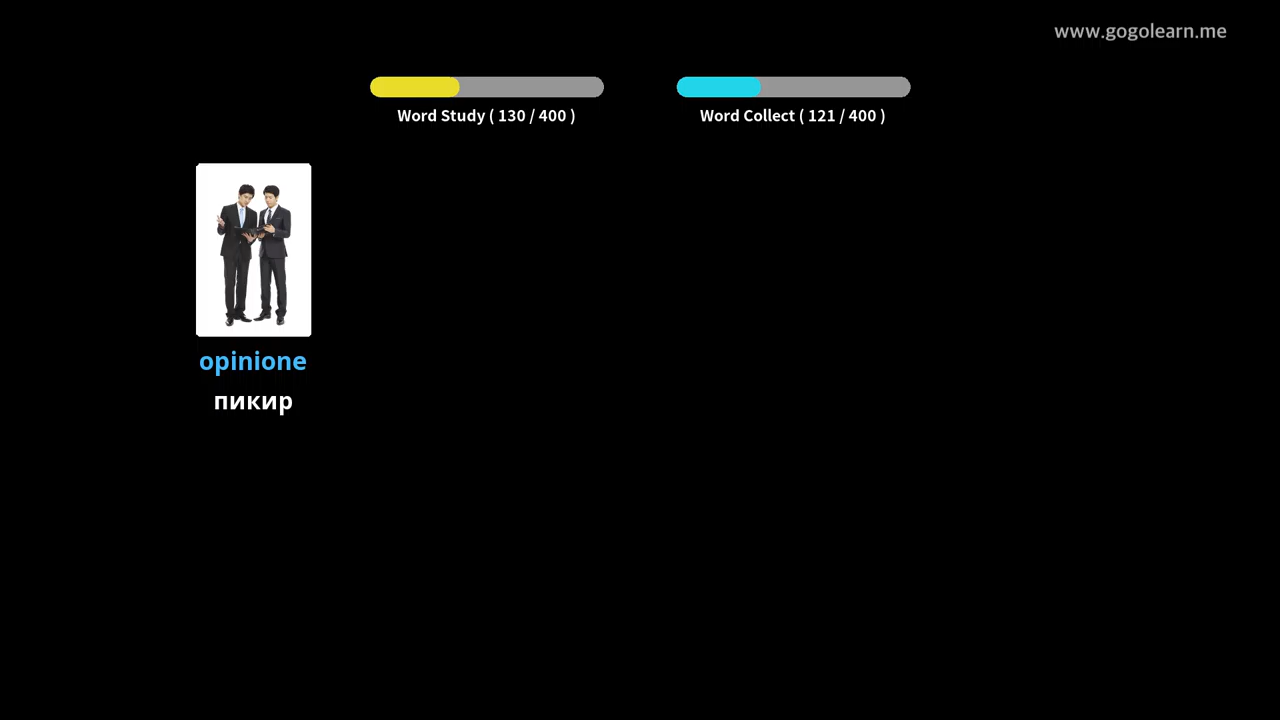 www.gogolearn.me
Word Study ( 130 / 400 )
Word Collect ( 121 / 400 )
opinione
пикир